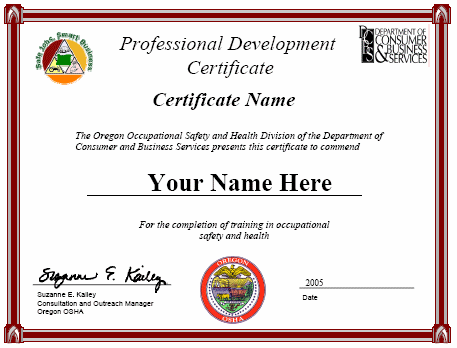 Safe Jobs, Smart Business
DEPARTMENT OF
CONSUMER
& BUSINESS
SERVICES
Professional Development
Certificate
Certificate Name
The Oregon Occupational Safety and Health Division of the Department of
Consumer and Business Services presents this certificate to commend
Your Name Here
For the completion of training in occupational
safety and health
Suzanne E. Kailey
Suzanne E. Kailey
Consultation and Outreach Manager
Oregon OSHA
OREGON
OSHA
2005
Date